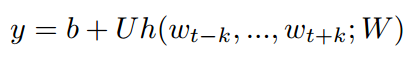 y = b + Uh(w_{t-k}, ..., w_{t+k}; W)